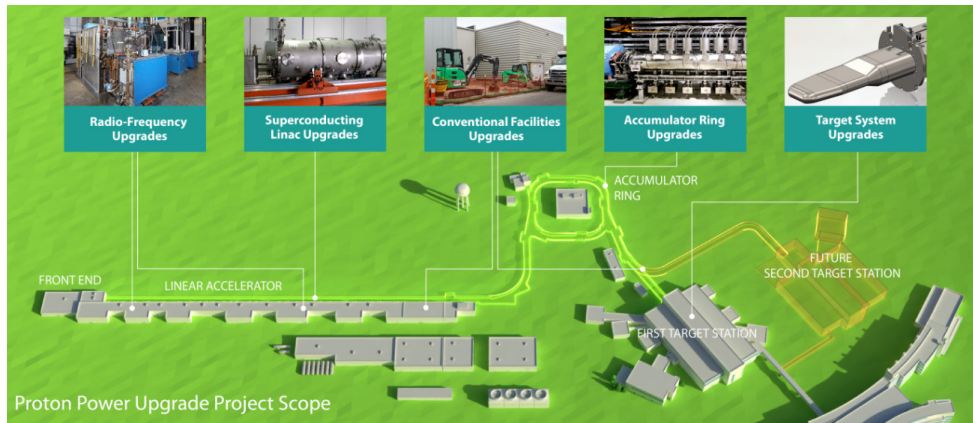 Radio-Frequency
Upgrades
Superconducting
Linac Upgrades
Conventional Facilities
Upgrades
Accumulator Ring
Upgrades
Target System
Upgrades
ACCUMULATOR
RING
FRONT END
LINEAR ACCELERATOR
FUTURE
SECOND TARGET STATION
FIRST TARGET STATION
Proton Power Upgrade Project Scope